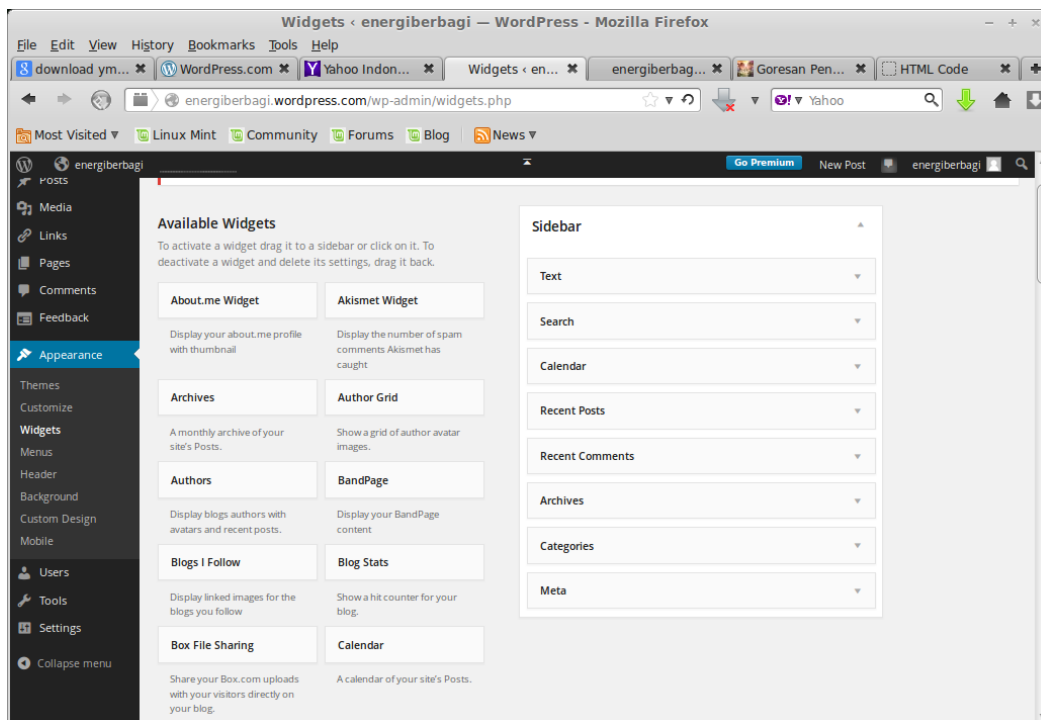 Widgets ‹ energiberbagi — WordPress - Mozilla Firefox
File Edit View History Bookmarks Tools Help
download ym... WordPress.com Yahoo Indon... Widgets ‹ en... energiberbag... Goresan Pen... HTML Code
energiberbagi.wordpress.com/wp-admin/widgets.php Yahoo
Most Visited Linux Mint Community Forums Blog News
energiberbagi Go Premium New Post energiberbagi
Posts
Media
Links
Pages
Comments
Feedback
Appearance
Themes
Customize
Widgets
Menus
Header
Background
Custom Design
Mobile
Users
Tools
Settings
Collapse menu
Available Widgets
To activate a widget drag it to a sidebar or click on it. To
deactivate a widget and delete its settings, drag it back.
About.me Widget
Display your about.me profile
with thumbnail
Akismet Widget
Display the number of spam
comments Akismet has
caught
Archives
A monthly archive of your
site's Posts.
Author Grid
Show a grid of author avatar
images.
Authors
Display blogs authors with
avatars and recent posts.
BandPage
Display your BandPage
content
Blogs I Follow
Display linked images for the
blogs you follow
Blog Stats
Show a hit counter for your
blog.
Box File Sharing
Share your Box.com uploads
with your visitors directly on
your blog.
Calendar
A calendar of your site's Posts.
Sidebar
Text
Search
Calendar
Recent Posts
Recent Comments
Archives
Categories
Meta